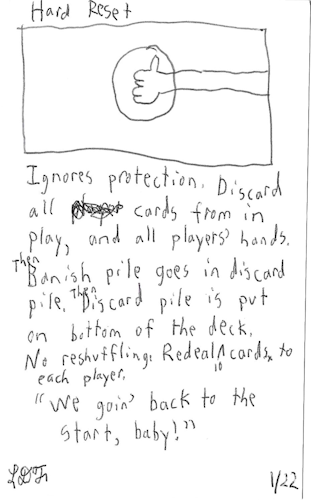 Hard Reset
Ignores protection. Discard
all cards from in
play, and all players' hands.
Then Banish pile goes in discard
pile. Then Discard pile is put
on bottom of the deck.
No reshuffling. Redeal 10 cards to
each player.
"We goin' back to the
start, baby!"
1/22